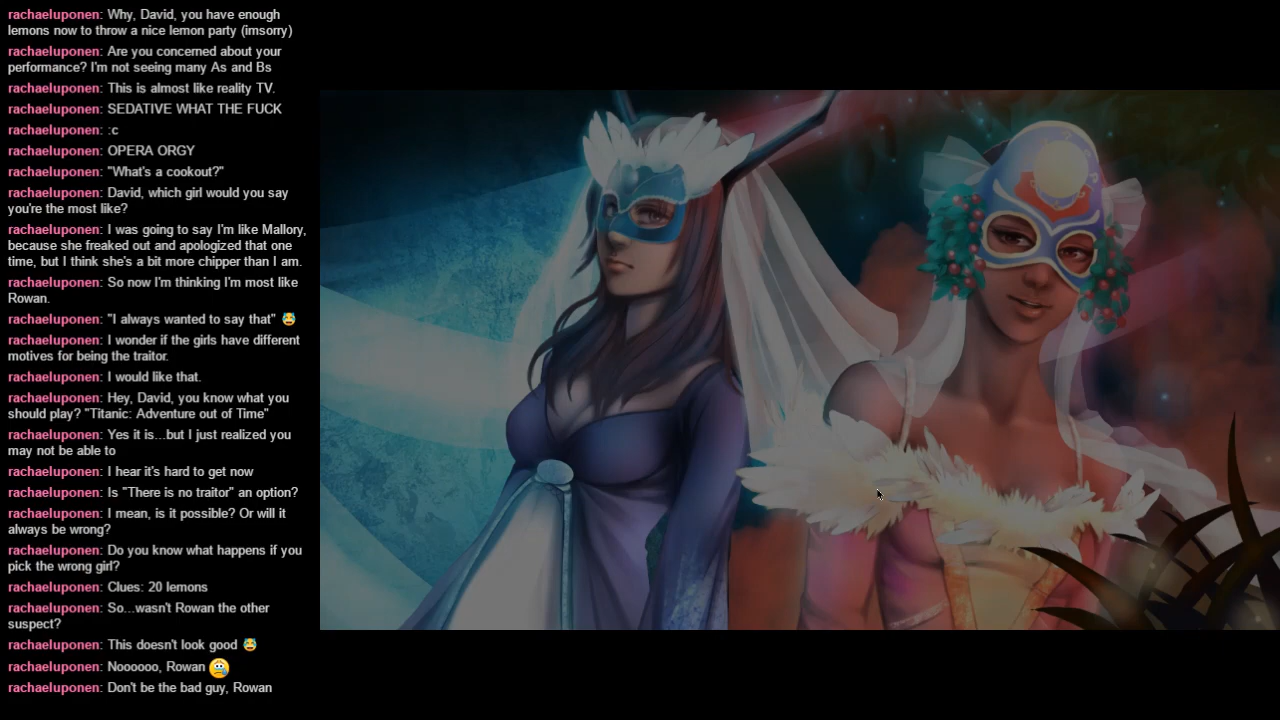 rachaeluponen: Why, David, you have enough
lemons now to throw a nice lemon party (imsorry)
rachaeluponen: Are you concerned about your
performance? I'm not seeing many As and Bs
rachaeluponen: This is almost like reality TV.
rachaeluponen: SEDATIVE WHAT THE FUCK
rachaeluponen: :c
rachaeluponen: OPERA ORGY
rachaeluponen: "What's a cookout?"
rachaeluponen: David, which girl would you say
you're the most like?
rachaeluponen: I was going to say I'm like Mallory,
because she freaked out and apologized that one
time, but I think she's a bit more chipper than I am.
rachaeluponen: So now I'm thinking I'm most like
Rowan.
rachaeluponen: "I always wanted to say that" 😅
rachaeluponen: I wonder if the girls have different
motives for being the traitor.
rachaeluponen: I would like that.
rachaeluponen: Hey, David, you know what you
should play? "Titanic: Adventure out of Time"
rachaeluponen: Yes it is...but I just realized you
may not be able to
rachaeluponen: I hear it's hard to get now
rachaeluponen: Is "There is no traitor" an option?
rachaeluponen: I mean, is it possible? Or will it
always be wrong?
rachaeluponen: Do you know what happens if you
pick the wrong girl?
rachaeluponen: Clues: 20 lemons
rachaeluponen: So...wasn't Rowan the other
suspect?
rachaeluponen: This doesn't look good 😅
rachaeluponen: Noooooo, Rowan 😢
rachaeluponen: Don't be the bad guy, Rowan